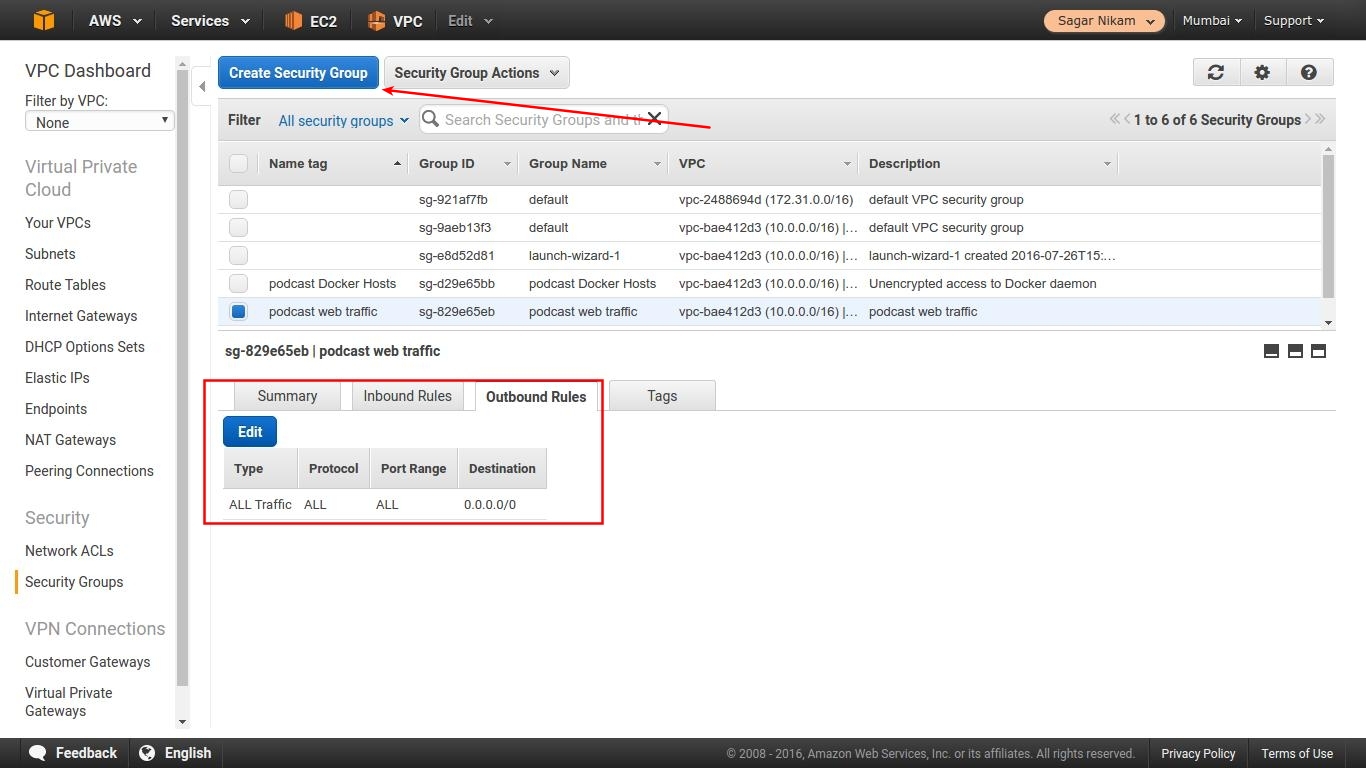 AWS Services EC2 VPC Edit Sagar Nikam Mumbai Support
VPC Dashboard
Filter by VPC:
None
Virtual Private
Cloud
Your VPCs
Subnets
Route Tables
Internet Gateways
DHCP Options Sets
Elastic IPs
Endpoints
NAT Gateways
Peering Connections
Security
Network ACLs
Security Groups
VPN Connections
Customer Gateways
Virtual Private
Gateways
Create Security Group Security Group Actions
Filter All security groups Search Security Groups and 1 to 6 of 6 Security Groups
Name tag Group ID Group Name VPC Description
sg-921af7fb default vpc-2488694d (172.31.0.0/16) default VPC security group
sg-9aeb13f3 default vpc-bae412d3 (10.0.0.0/16) |... default VPC security group
sg-e8d52d81 launch-wizard-1 vpc-bae412d3 (10.0.0.0/16) |... launch-wizard-1 created 2016-07-26T15:...
podcast Docker Hosts sg-d29e65bb podcast Docker Hosts vpc-bae412d3 (10.0.0.0/16) |... Unencrypted access to Docker daemon
podcast web traffic sg-829e65eb podcast web traffic vpc-bae412d3 (10.0.0.0/16) |... podcast web traffic
sg-829e65eb | podcast web traffic
Summary Inbound Rules Outbound Rules Tags
Edit
Type Protocol Port Range Destination
ALL Traffic ALL ALL 0.0.0.0/0
Feedback English © 2008 - 2016, Amazon Web Services, Inc. or its affiliates. All rights reserved. Privacy Policy Terms of Use